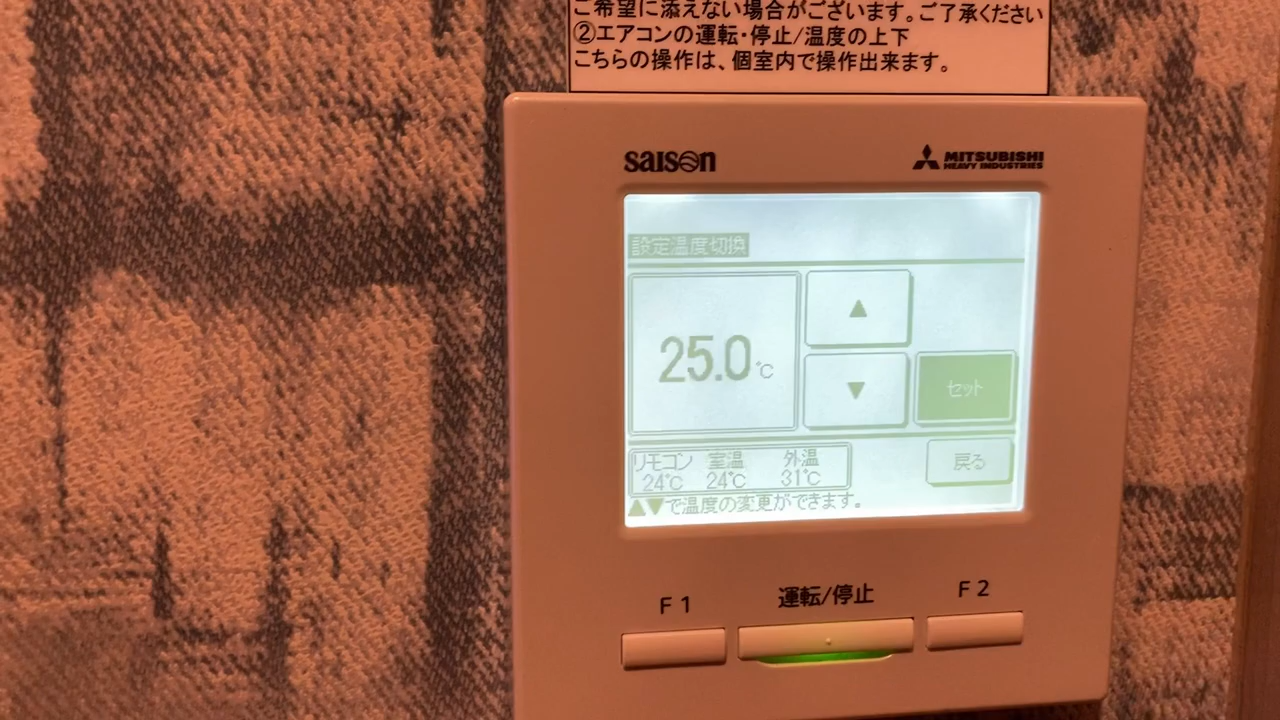 ご希望に添えない場合がございます。ご了承ください
②エアコンの運転・停止/温度の上下
こちらの操作は、個室内で操作出来ます。
saison
MITSUBISHI
HEAVY INDUSTRIES
設定温度切換
▲
25.0℃
▼
セット
リモコン 室温 外温
24℃ 24℃ 31℃
戻る
▲▼で温度の変更ができます。
F1
運転/停止
F2